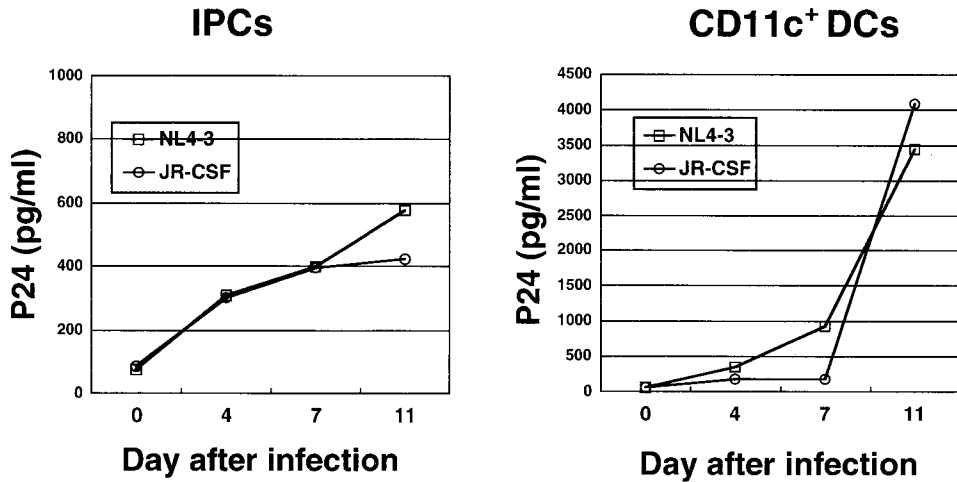 IPCs
P24 (pg/ml)
1000
800
600
400
200
0
NL4-3
JR-CSF
0 4 7 11
Day after infection
CD11c+ DCs
P24 (pg/ml)
4500
4000
3500
3000
2500
2000
1500
1000
500
0
NL4-3
JR-CSF
0 4 7 11
Day after infection